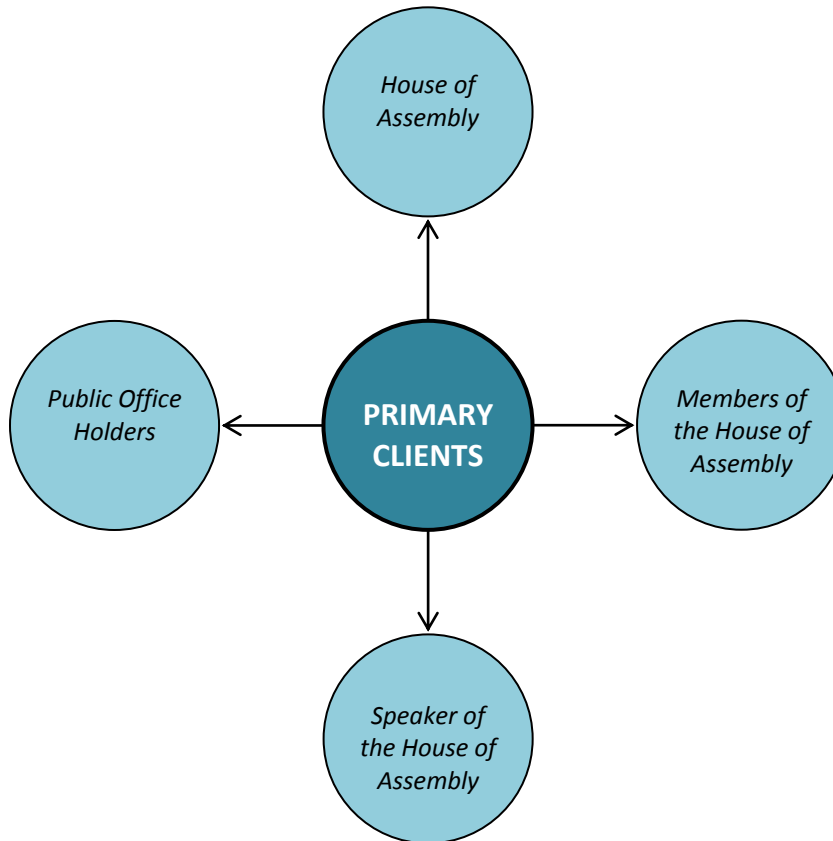 House of
Assembly
Public Office
Holders
PRIMARY
CLIENTS
Members of
the House of
Assembly
Speaker of
the House of
Assembly